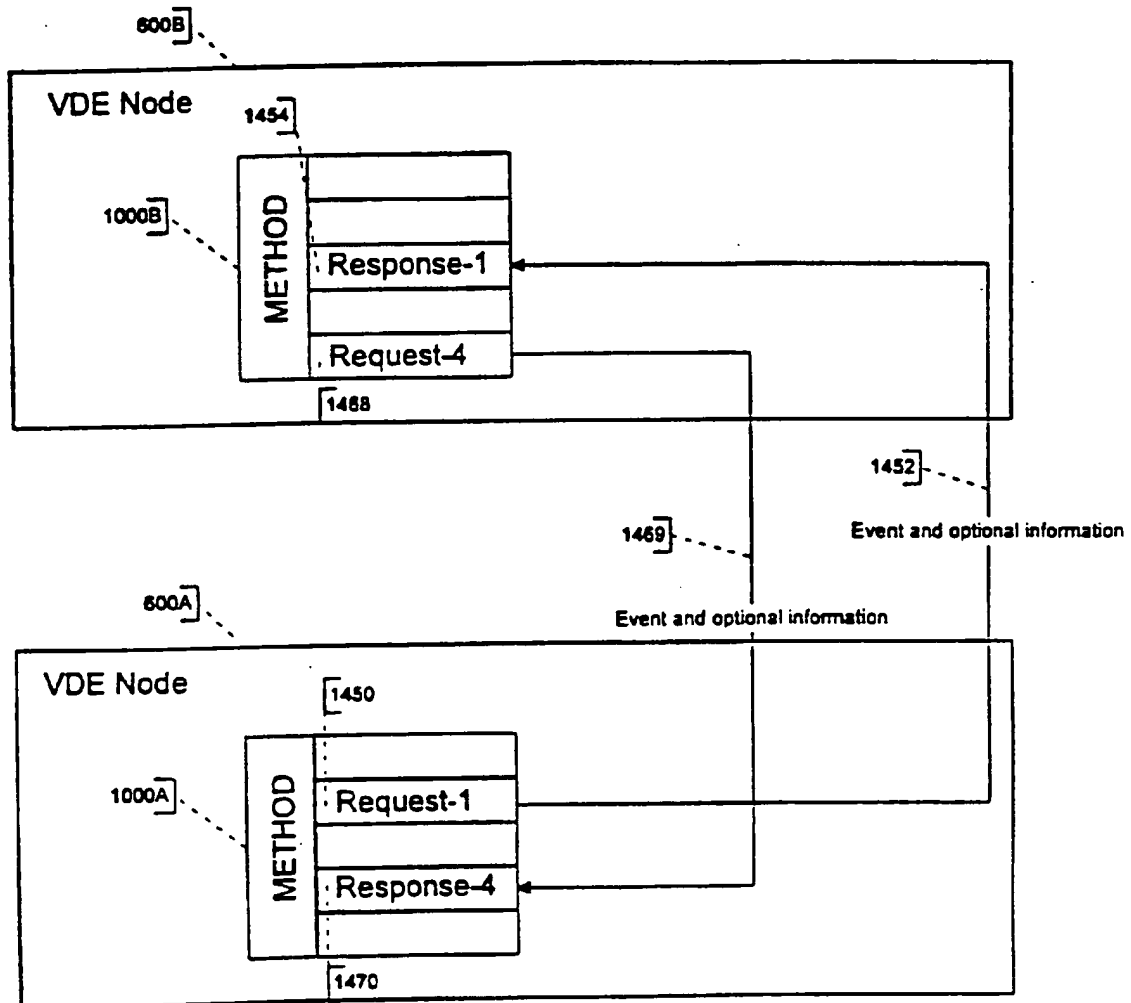 600B
VDE Node
1454
1000B
METHOD
Response-1
Request-4
1468
1452
Event and optional information
1469
600A
Event and optional information
VDE Node
1450
1000A
METHOD
Request-1
Response-4
1470